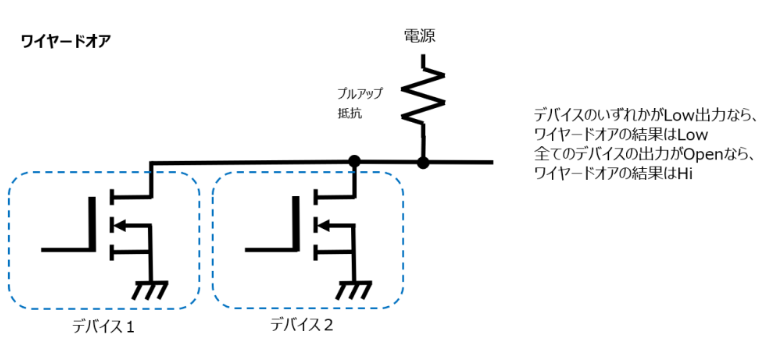 ワイヤードオア
電源
プルアップ
抵抗
デバイスのいずれかがLow出力なら、
ワイヤードオアの結果はLow
全てのデバイスの出力がOpenなら、
ワイヤードオアの結果はHi
デバイス１
デバイス２